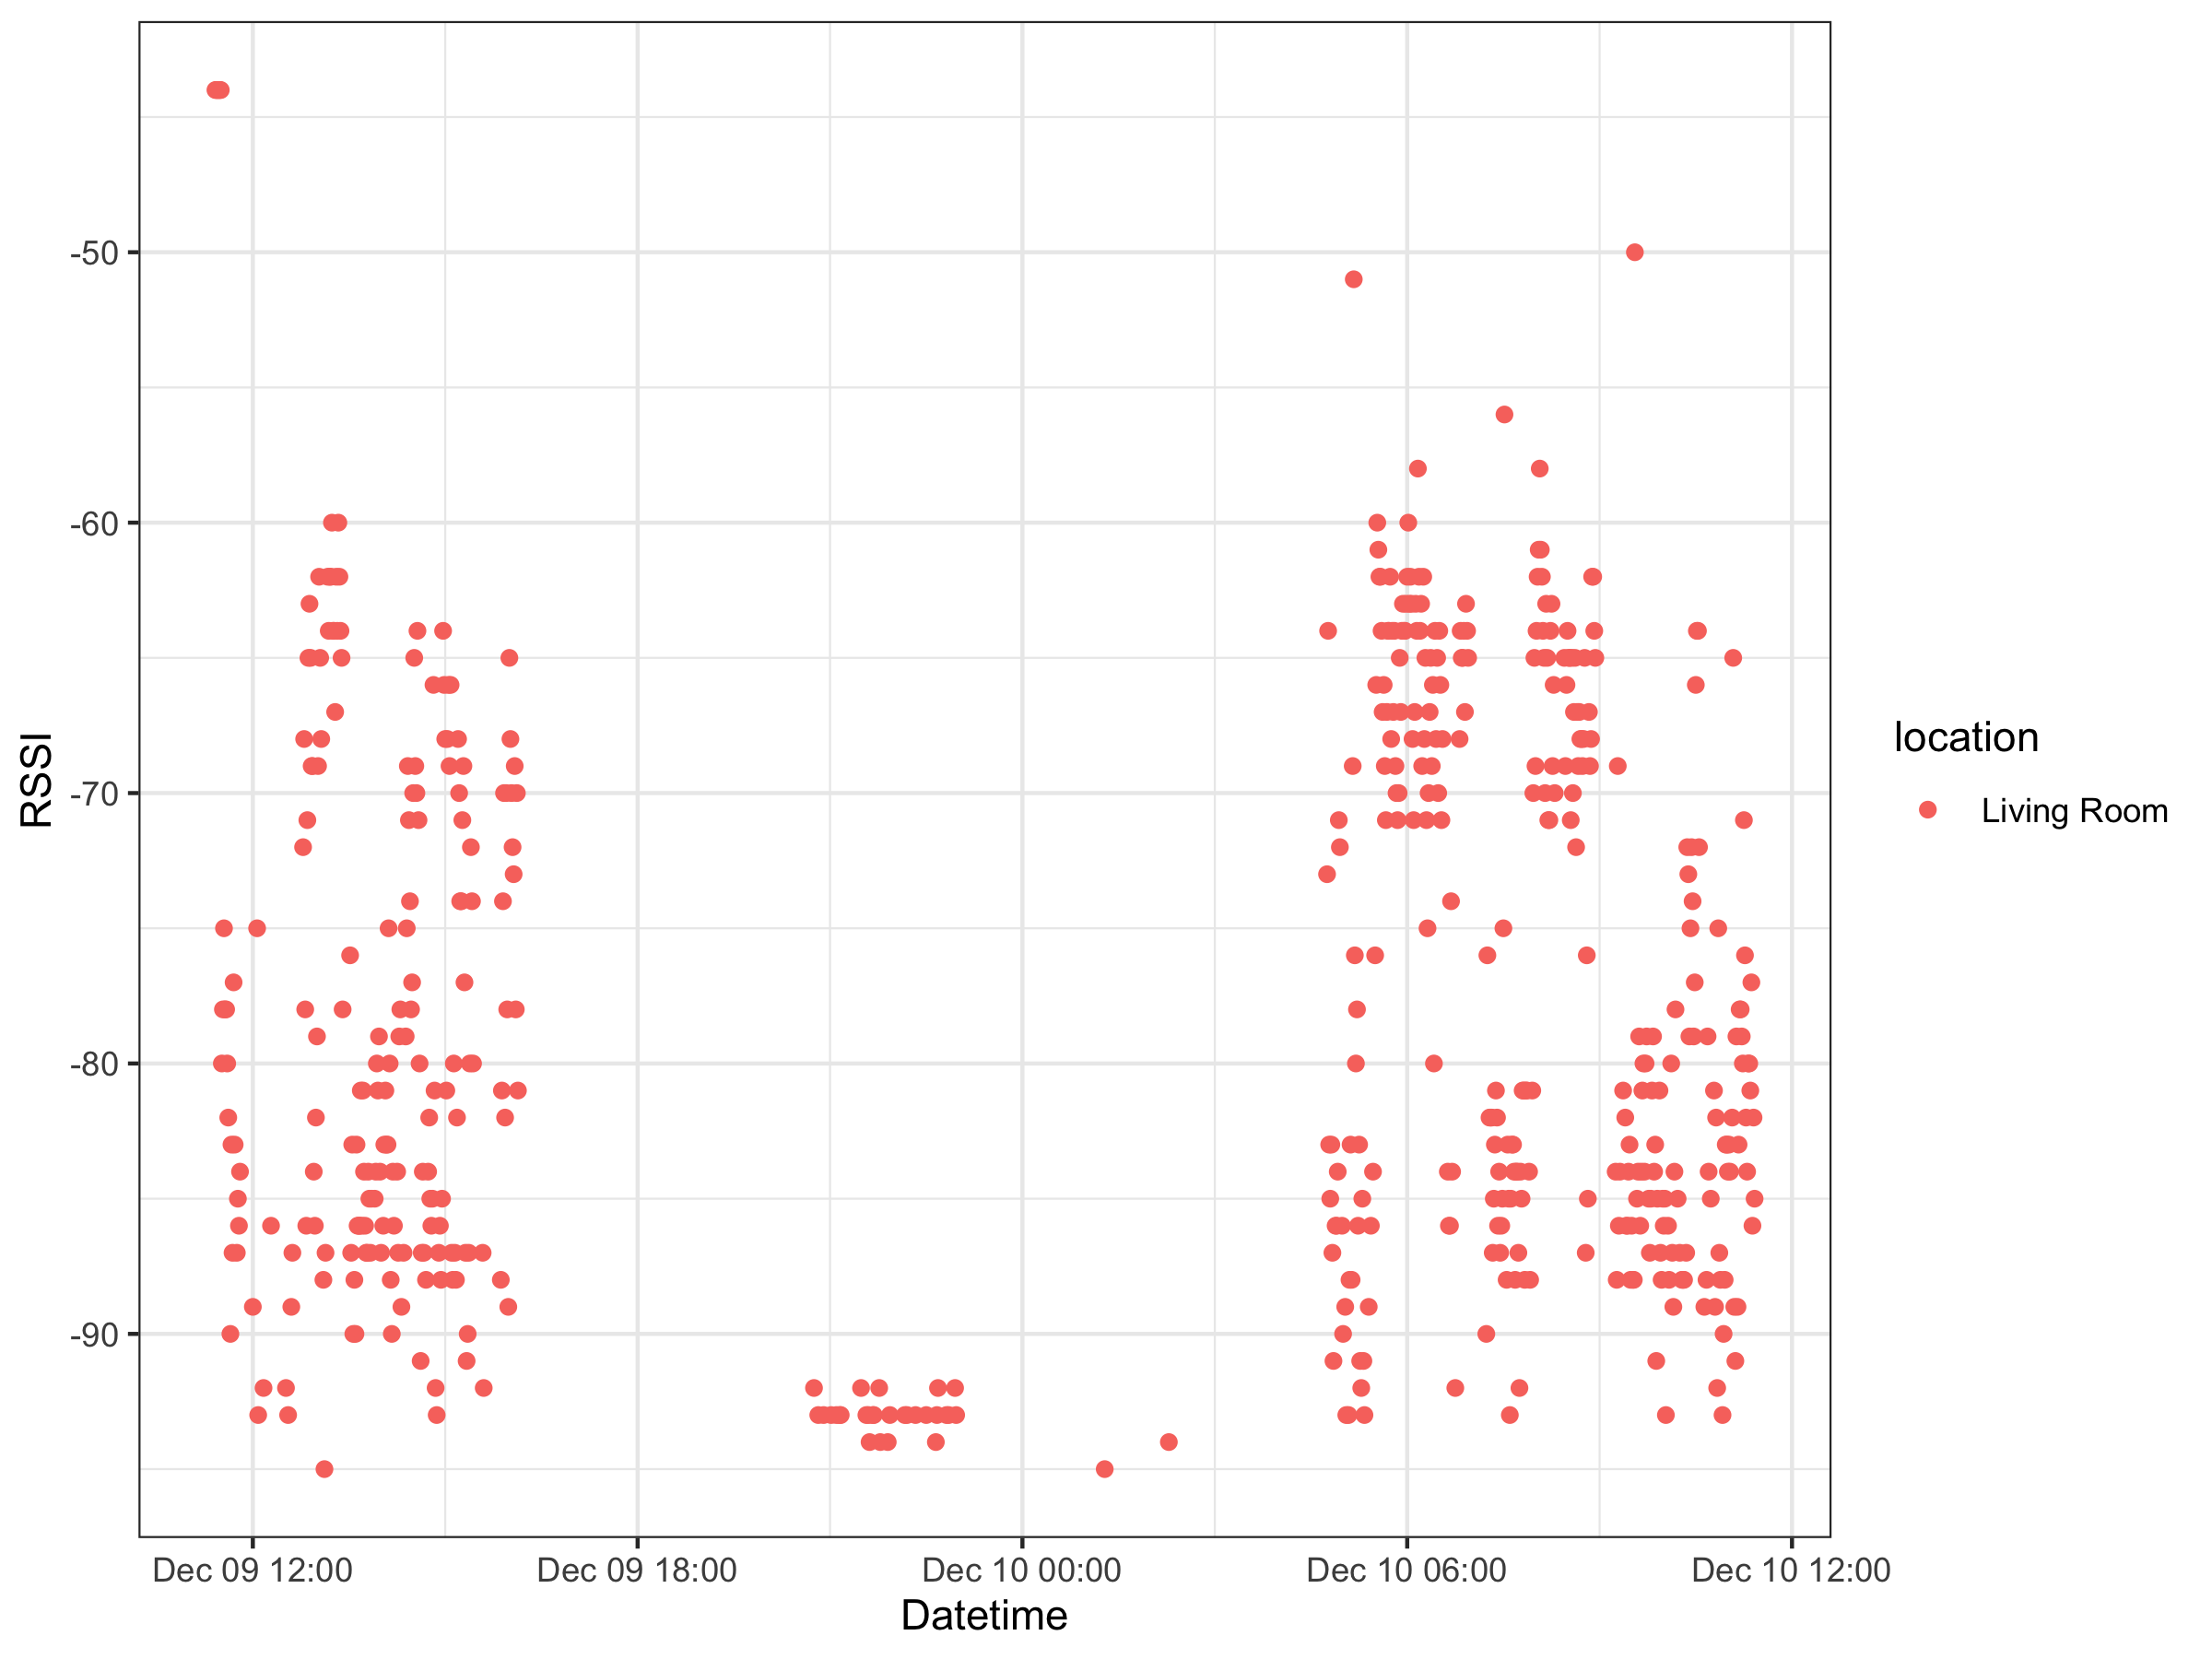 -50
-60
-70
-80
-90
RSSI
Dec 09 12:00
Dec 09 18:00
Dec 10 00:00
Dec 10 06:00
Dec 10 12:00
Datetime
location
Living Room